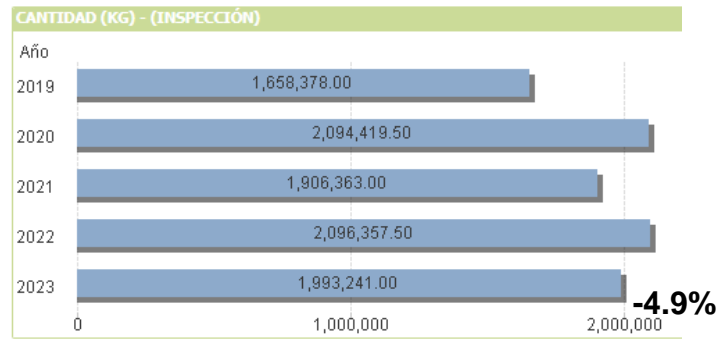 CANTIDAD (KG) - (INSPECCIÓN)
Año
2019 1,658,378.00
2020 2,094,419.50
2021 1,906,363.00
2022 2,096,357.50
2023 1,993,241.00
-4.9%
0 1,000,000 2,000,000